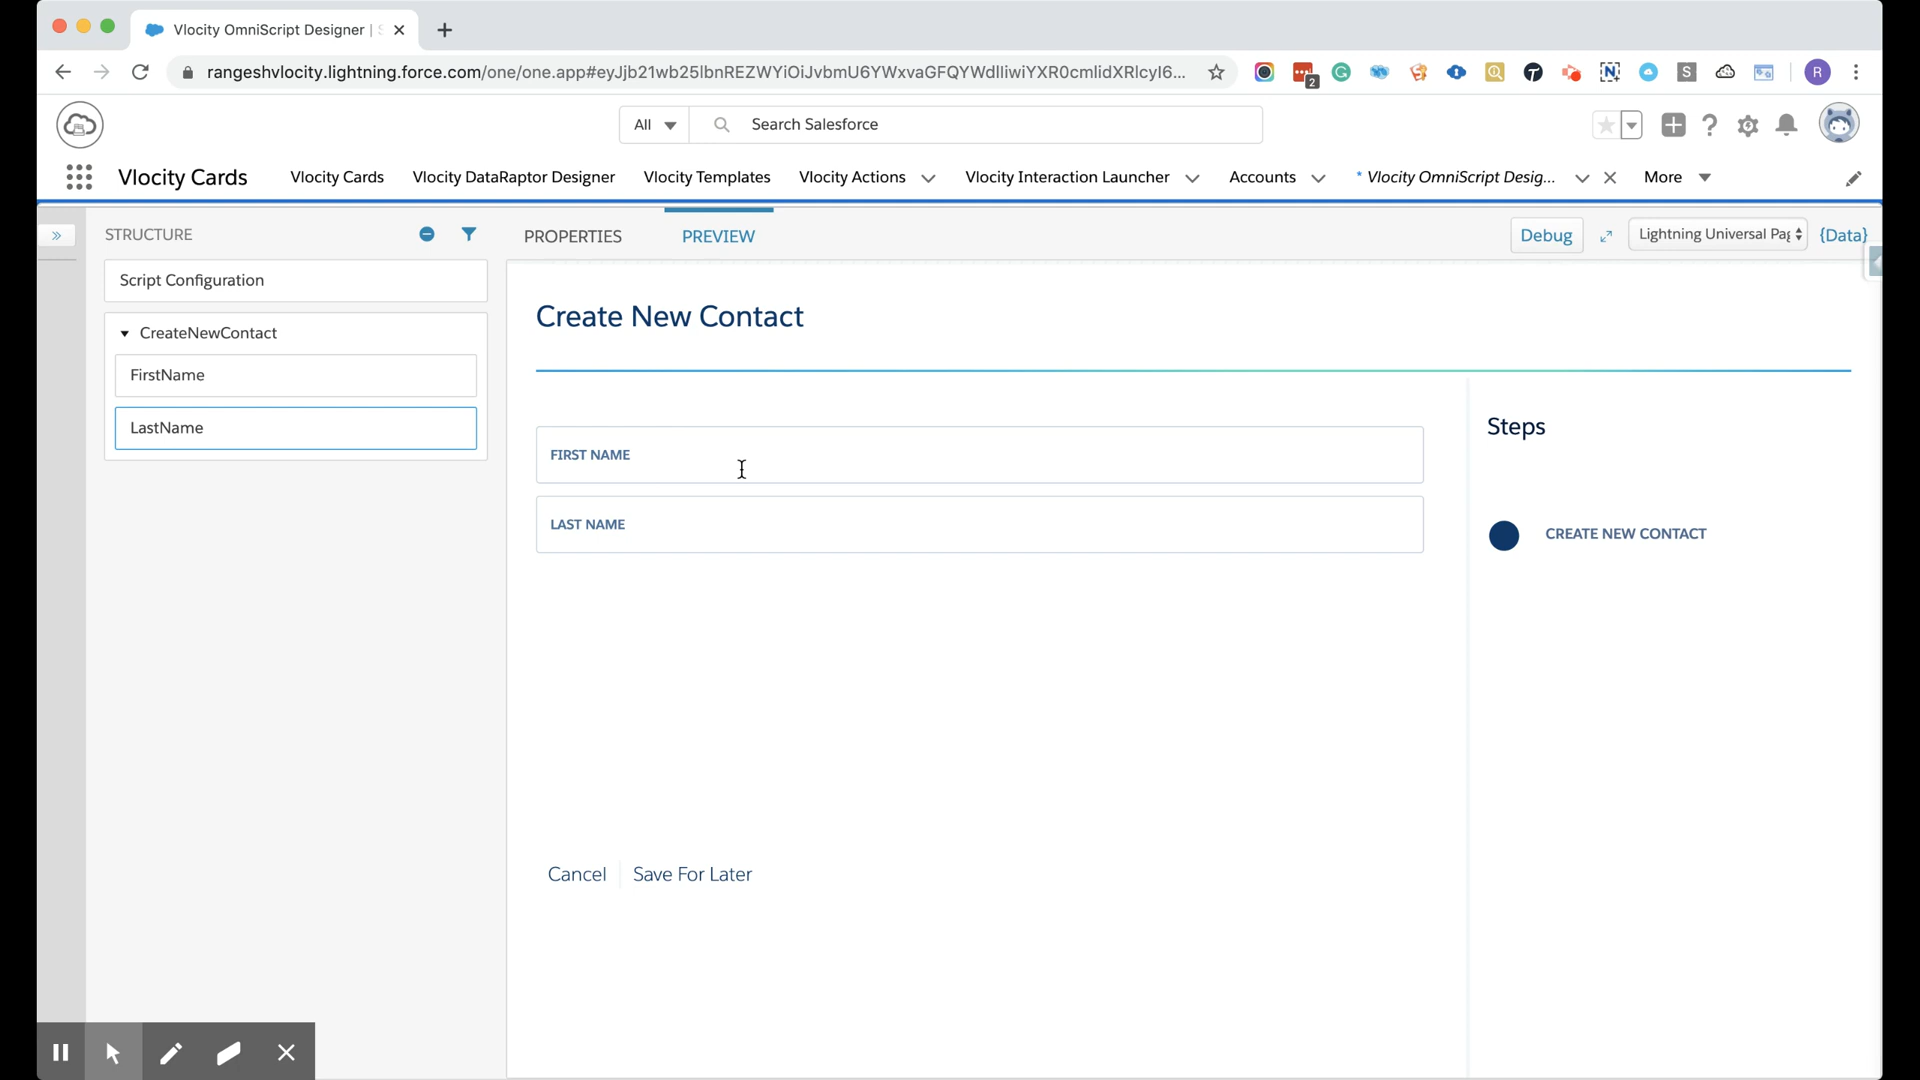 Vlocity OmniScript Designer | S
rangeshvlocity.lightning.force.com/one/one.app#eyJjb21wb25lbnREZWYiOiJvbmU6YWxvaGFQYWdlIiwiYXR0cmlidXRlcyI6...
2
N
S
R
All
Search Salesforce
Vlocity Cards
Vlocity Cards
Vlocity DataRaptor Designer
Vlocity Templates
Vlocity Actions
Vlocity Interaction Launcher
Accounts
* Vlocity OmniScript Desig...
More
STRUCTURE
PROPERTIES
PREVIEW
Debug
Lightning Universal Pag
{Data}
Script Configuration
CreateNewContact
FirstName
LastName
Create New Contact
FIRST NAME
LAST NAME
Steps
CREATE NEW CONTACT
Cancel
Save For Later